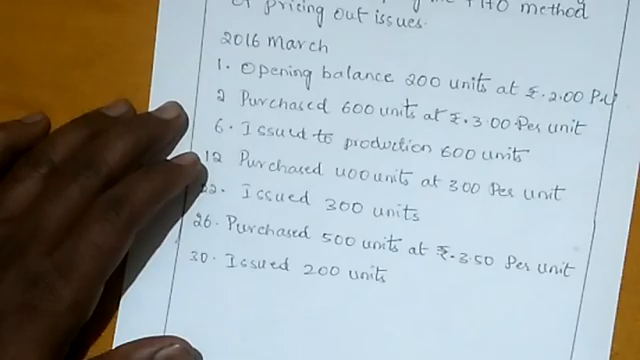 method
of pricing out issues.
2016 March
1. Opening balance 200 units at ₹.2.00 Per
2 Purchased 600 units at ₹.3.00 Per unit
6. Issued to production 600 units
12 Purchased 400 units at 300 Per unit
22. Issued 300 units
26. Purchased 500 units at ₹.3.50 Per unit
30. Issued 200 units